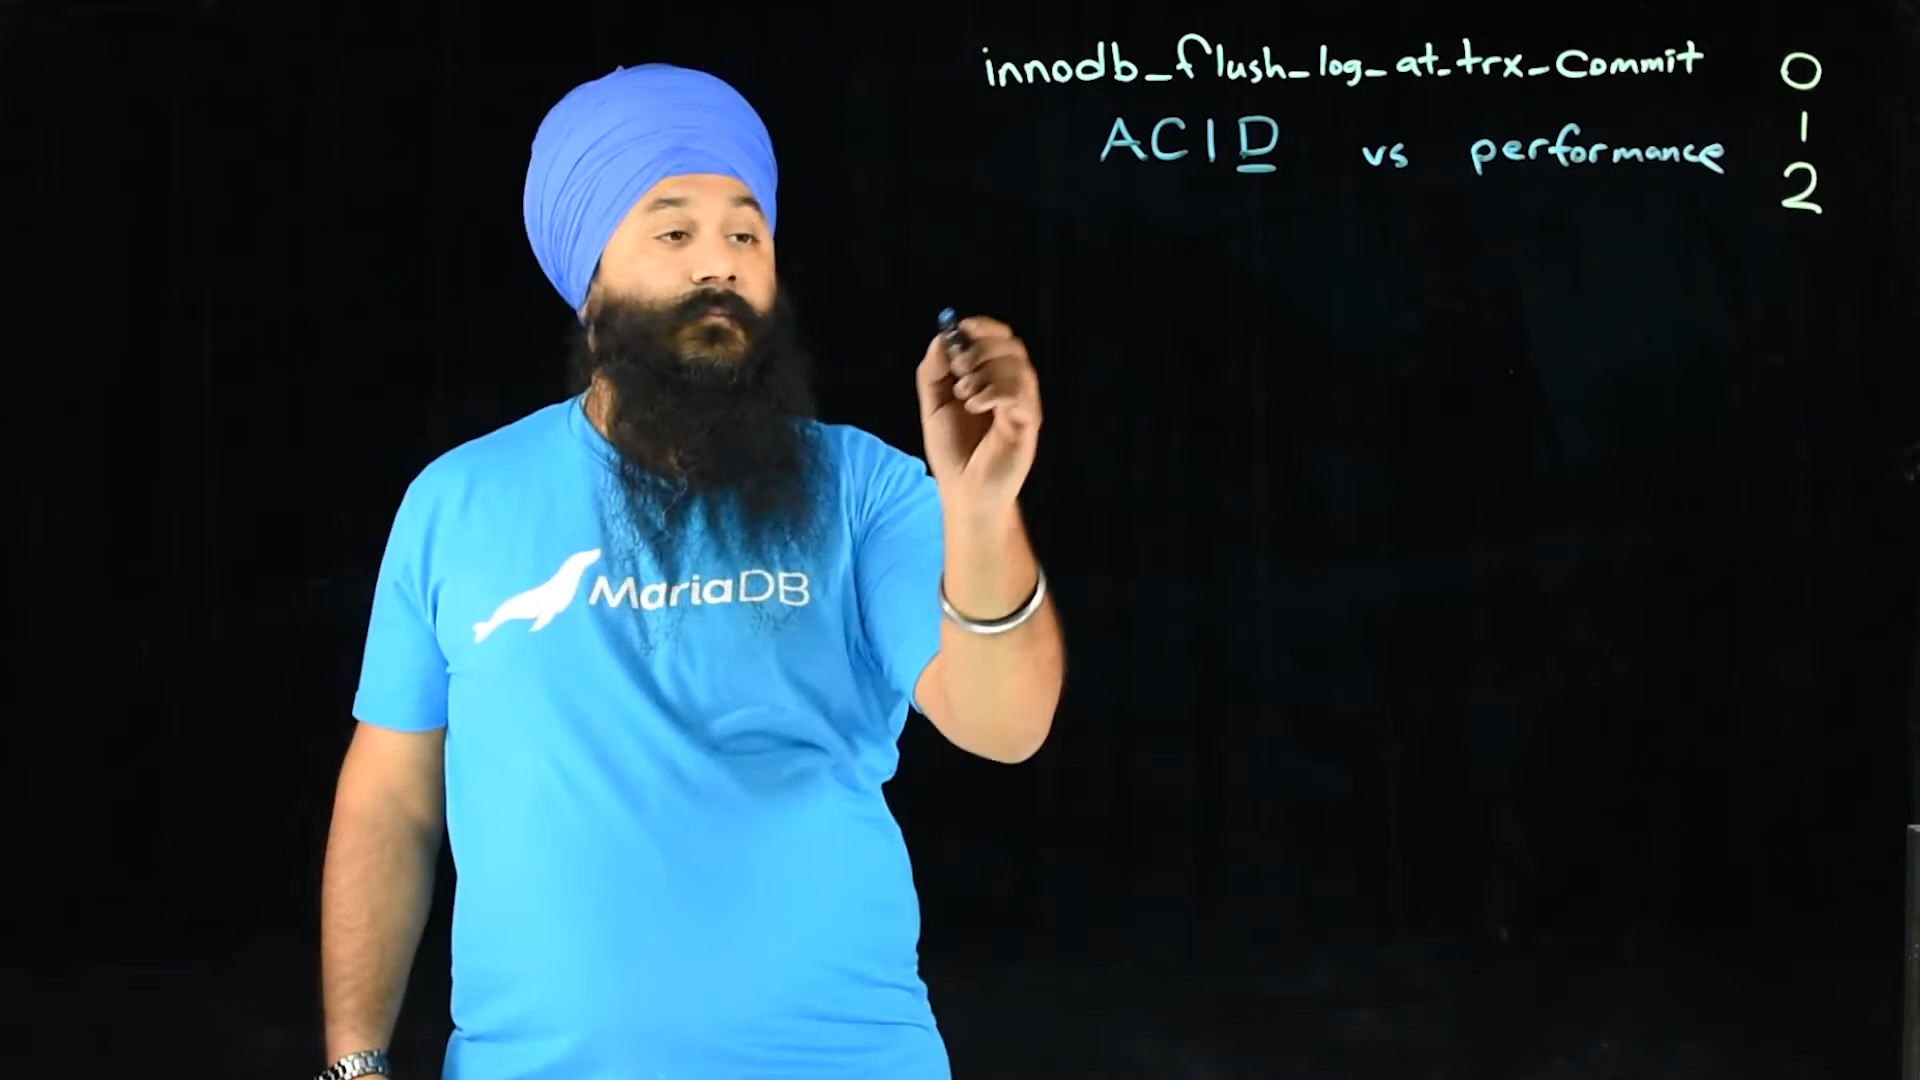 innodb_flush_log_at_trx_commit
0
ACID vs performance
1
2
MariaDB